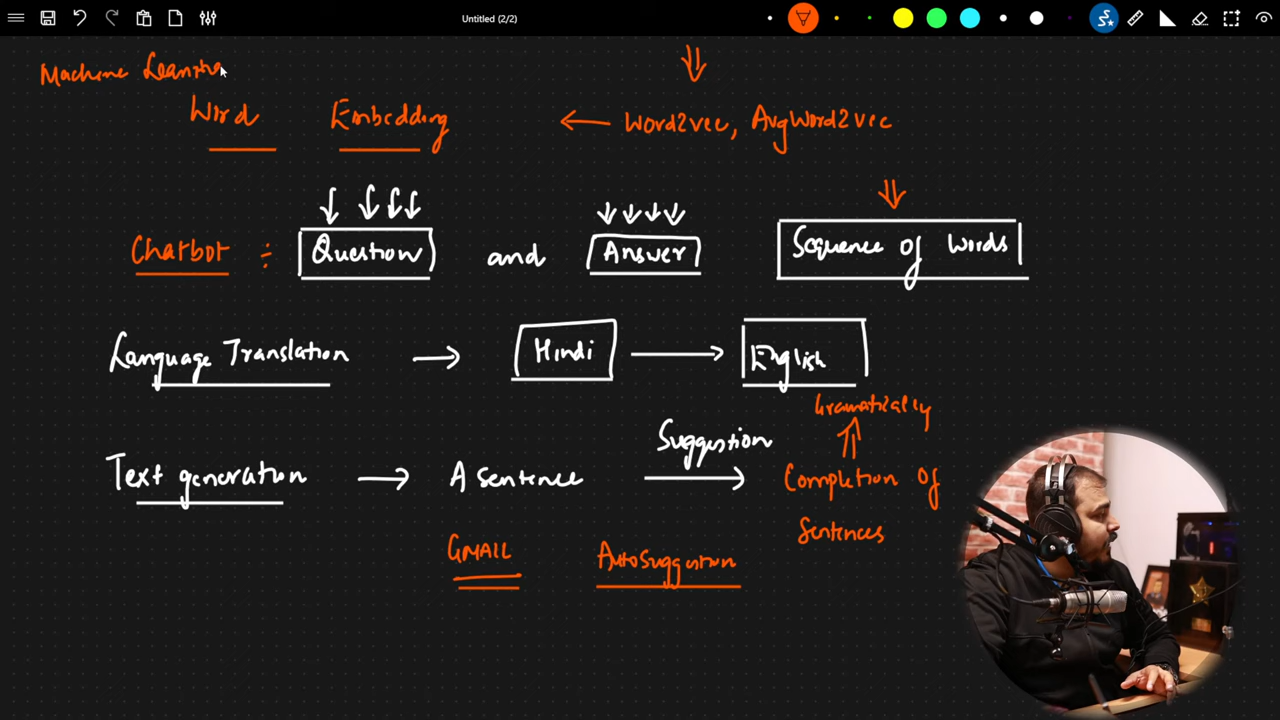 Untitled (2/2)
Machine Learning
Word Embedding ← Word2vec, AvgWord2vec
Chatbot ÷ Question and Answer Sequence of words
Language Translation → Hindi → English
Gramatically
Suggestion
Text generation → A sentence → Completion of
Sentences
GMAIL AutoSuggestion